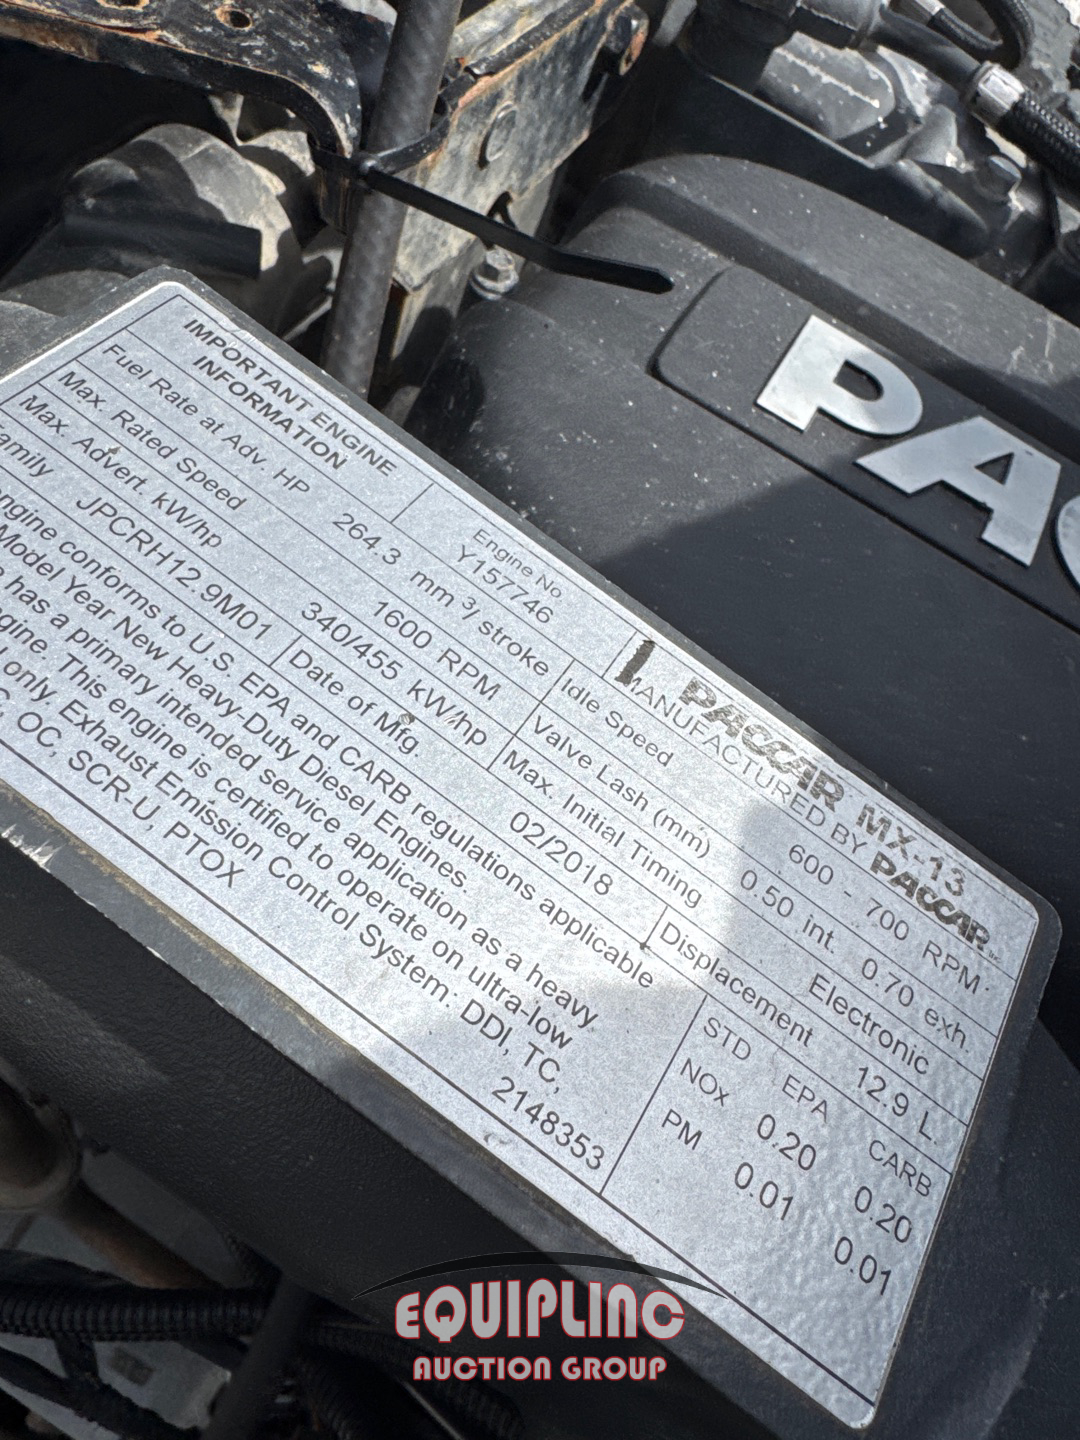 IMPORTANT ENGINE
INFORMATION
Engine No
Y157746
PACCAR MX-13
MANUFACTURED BY PACCAR Inc
Fuel Rate at Adv. HP 264.3 mm ³/ stroke
Idle Speed 600 - 700 RPM
Max. Rated Speed 1600 RPM
Valve Lash (mm) 0.50 int. 0.70 exh.
Max. Advert. kW/hp 340/455 kW/hp
Max. Initial Timing Electronic
JPCRH12.9M01
Date of Mfg. 02/2018
Displacement 12.9 L.
conforms to U.S. EPA and CARB regulations applicable
Model Year New Heavy-Duty Diesel Engines.
has a primary intended service application as a heavy
This engine is certified to operate on ultra-low
only. Exhaust Emission Control System: DDI, TC,
OC, SCR-U, PTOX
2148353
STD EPA CARB
NOx 0.20 0.20
PM 0.01 0.01
PA
EQUIPLINC
AUCTION GROUP